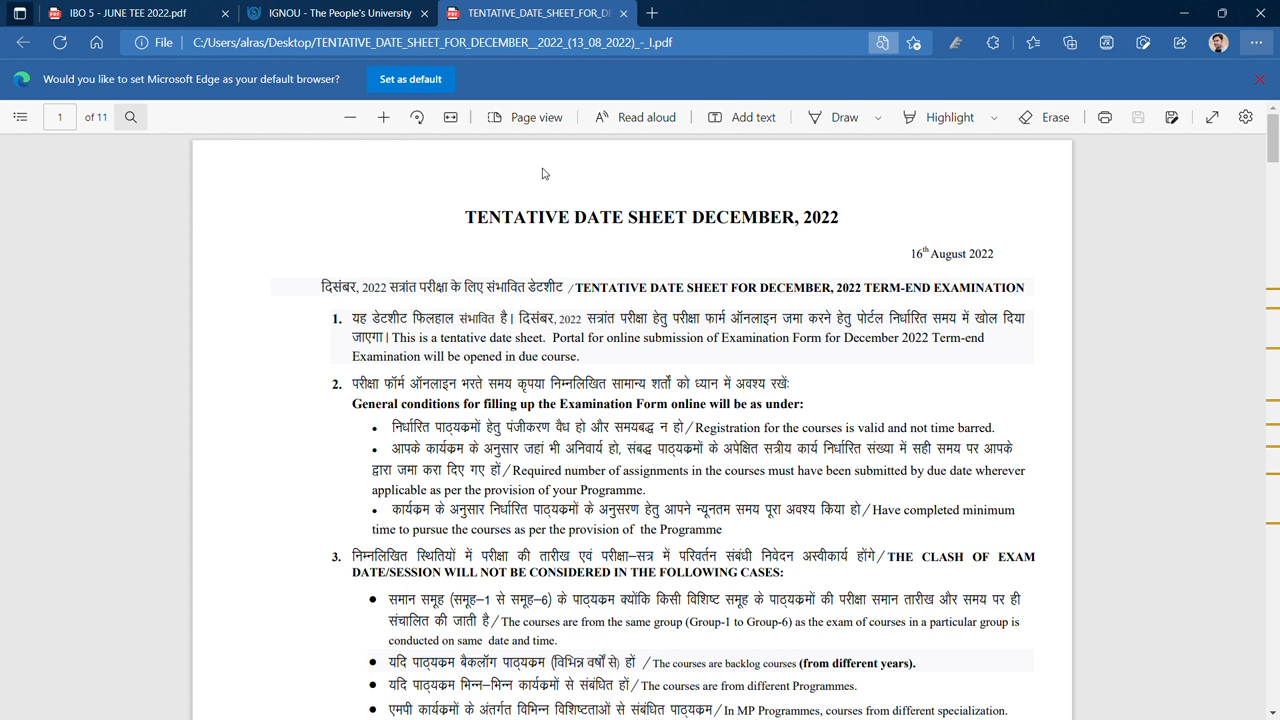 IBO 5 - JUNE TEE 2022.pdf
IGNOU - The People's University
TENTATIVE_DATE_SHEET_FOR_DE
File
C:/Users/alras/Desktop/TENTATIVE_DATE_SHEET_FOR_DECEMBER__2022_(13_08_2022)_-_I.pdf
Would you like to set Microsoft Edge as your default browser?
Set as default
1 of 11
Page view
Read aloud
Add text
Draw
Highlight
Erase
TENTATIVE DATE SHEET DECEMBER, 2022
16th August 2022
दिसंबर, 2022 सत्रांत परीक्षा के लिए संभावित डेटशीट / TENTATIVE DATE SHEET FOR DECEMBER, 2022 TERM-END EXAMINATION
1. यह डेटशीट फिलहाल संभावित है। दिसंबर, 2022 सत्रांत परीक्षा हेतु परीक्षा फार्म ऑनलाइन जमा करने हेतु पोर्टल निर्धारित समय में खोल दिया
जाएगा। This is a tentative date sheet. Portal for online submission of Examination Form for December 2022 Term-end
Examination will be opened in due course.
2. परीक्षा फॉर्म ऑनलाइन भरते समय कृपया निम्नलिखित सामान्य शर्तों को ध्यान में अवश्य रखें:
General conditions for filling up the Examination Form online will be as under:
• निर्धारित पाठ्यक्रमों हेतु पंजीकरण वैध हो और समयबद्ध न हो/Registration for the courses is valid and not time barred.
• आपके कार्यक्रम के अनुसार जहां भी अनिवार्य हो, संबद्ध पाठ्यक्रमों के अपेक्षित सत्रीय कार्य निर्धारित संख्या में सही समय पर आपके
द्वारा जमा करा दिए गए हों/Required number of assignments in the courses must have been submitted by due date wherever
applicable as per the provision of your Programme.
• कार्यक्रम के अनुसार निर्धारित पाठ्यक्रमों के अनुसरण हेतु आपने न्यूनतम समय पूरा अवश्य किया हो/Have completed minimum
time to pursue the courses as per the provision of the Programme
3. निम्नलिखित स्थितियों में परीक्षा की तारीख एवं परीक्षा–सत्र में परिवर्तन संबंधी निवेदन अस्वीकार्य होंगे/THE CLASH OF EXAM
DATE/SESSION WILL NOT BE CONSIDERED IN THE FOLLOWING CASES:
• समान समूह (समूह–1 से समूह–6) के पाठ्यक्रम क्योंकि किसी विशिष्ट समूह के पाठ्यक्रमों की परीक्षा समान तारीख और समय पर ही
संचालित की जाती है/The courses are from the same group (Group-1 to Group-6) as the exam of courses in a particular group is
conducted on same date and time.
• यदि पाठ्यक्रम बैकलॉग पाठ्यक्रम (विभिन्न वर्षों से) हों /The courses are backlog courses (from different years).
• यदि पाठ्यक्रम भिन्न–भिन्न कार्यक्रमों से संबंधित हों/The courses are from different Programmes.
• एमपी कार्यक्रमों के अंतर्गत विभिन्न विशिष्टताओं से संबंधित पाठ्यक्रम/In MP Programmes, courses from different specialization.